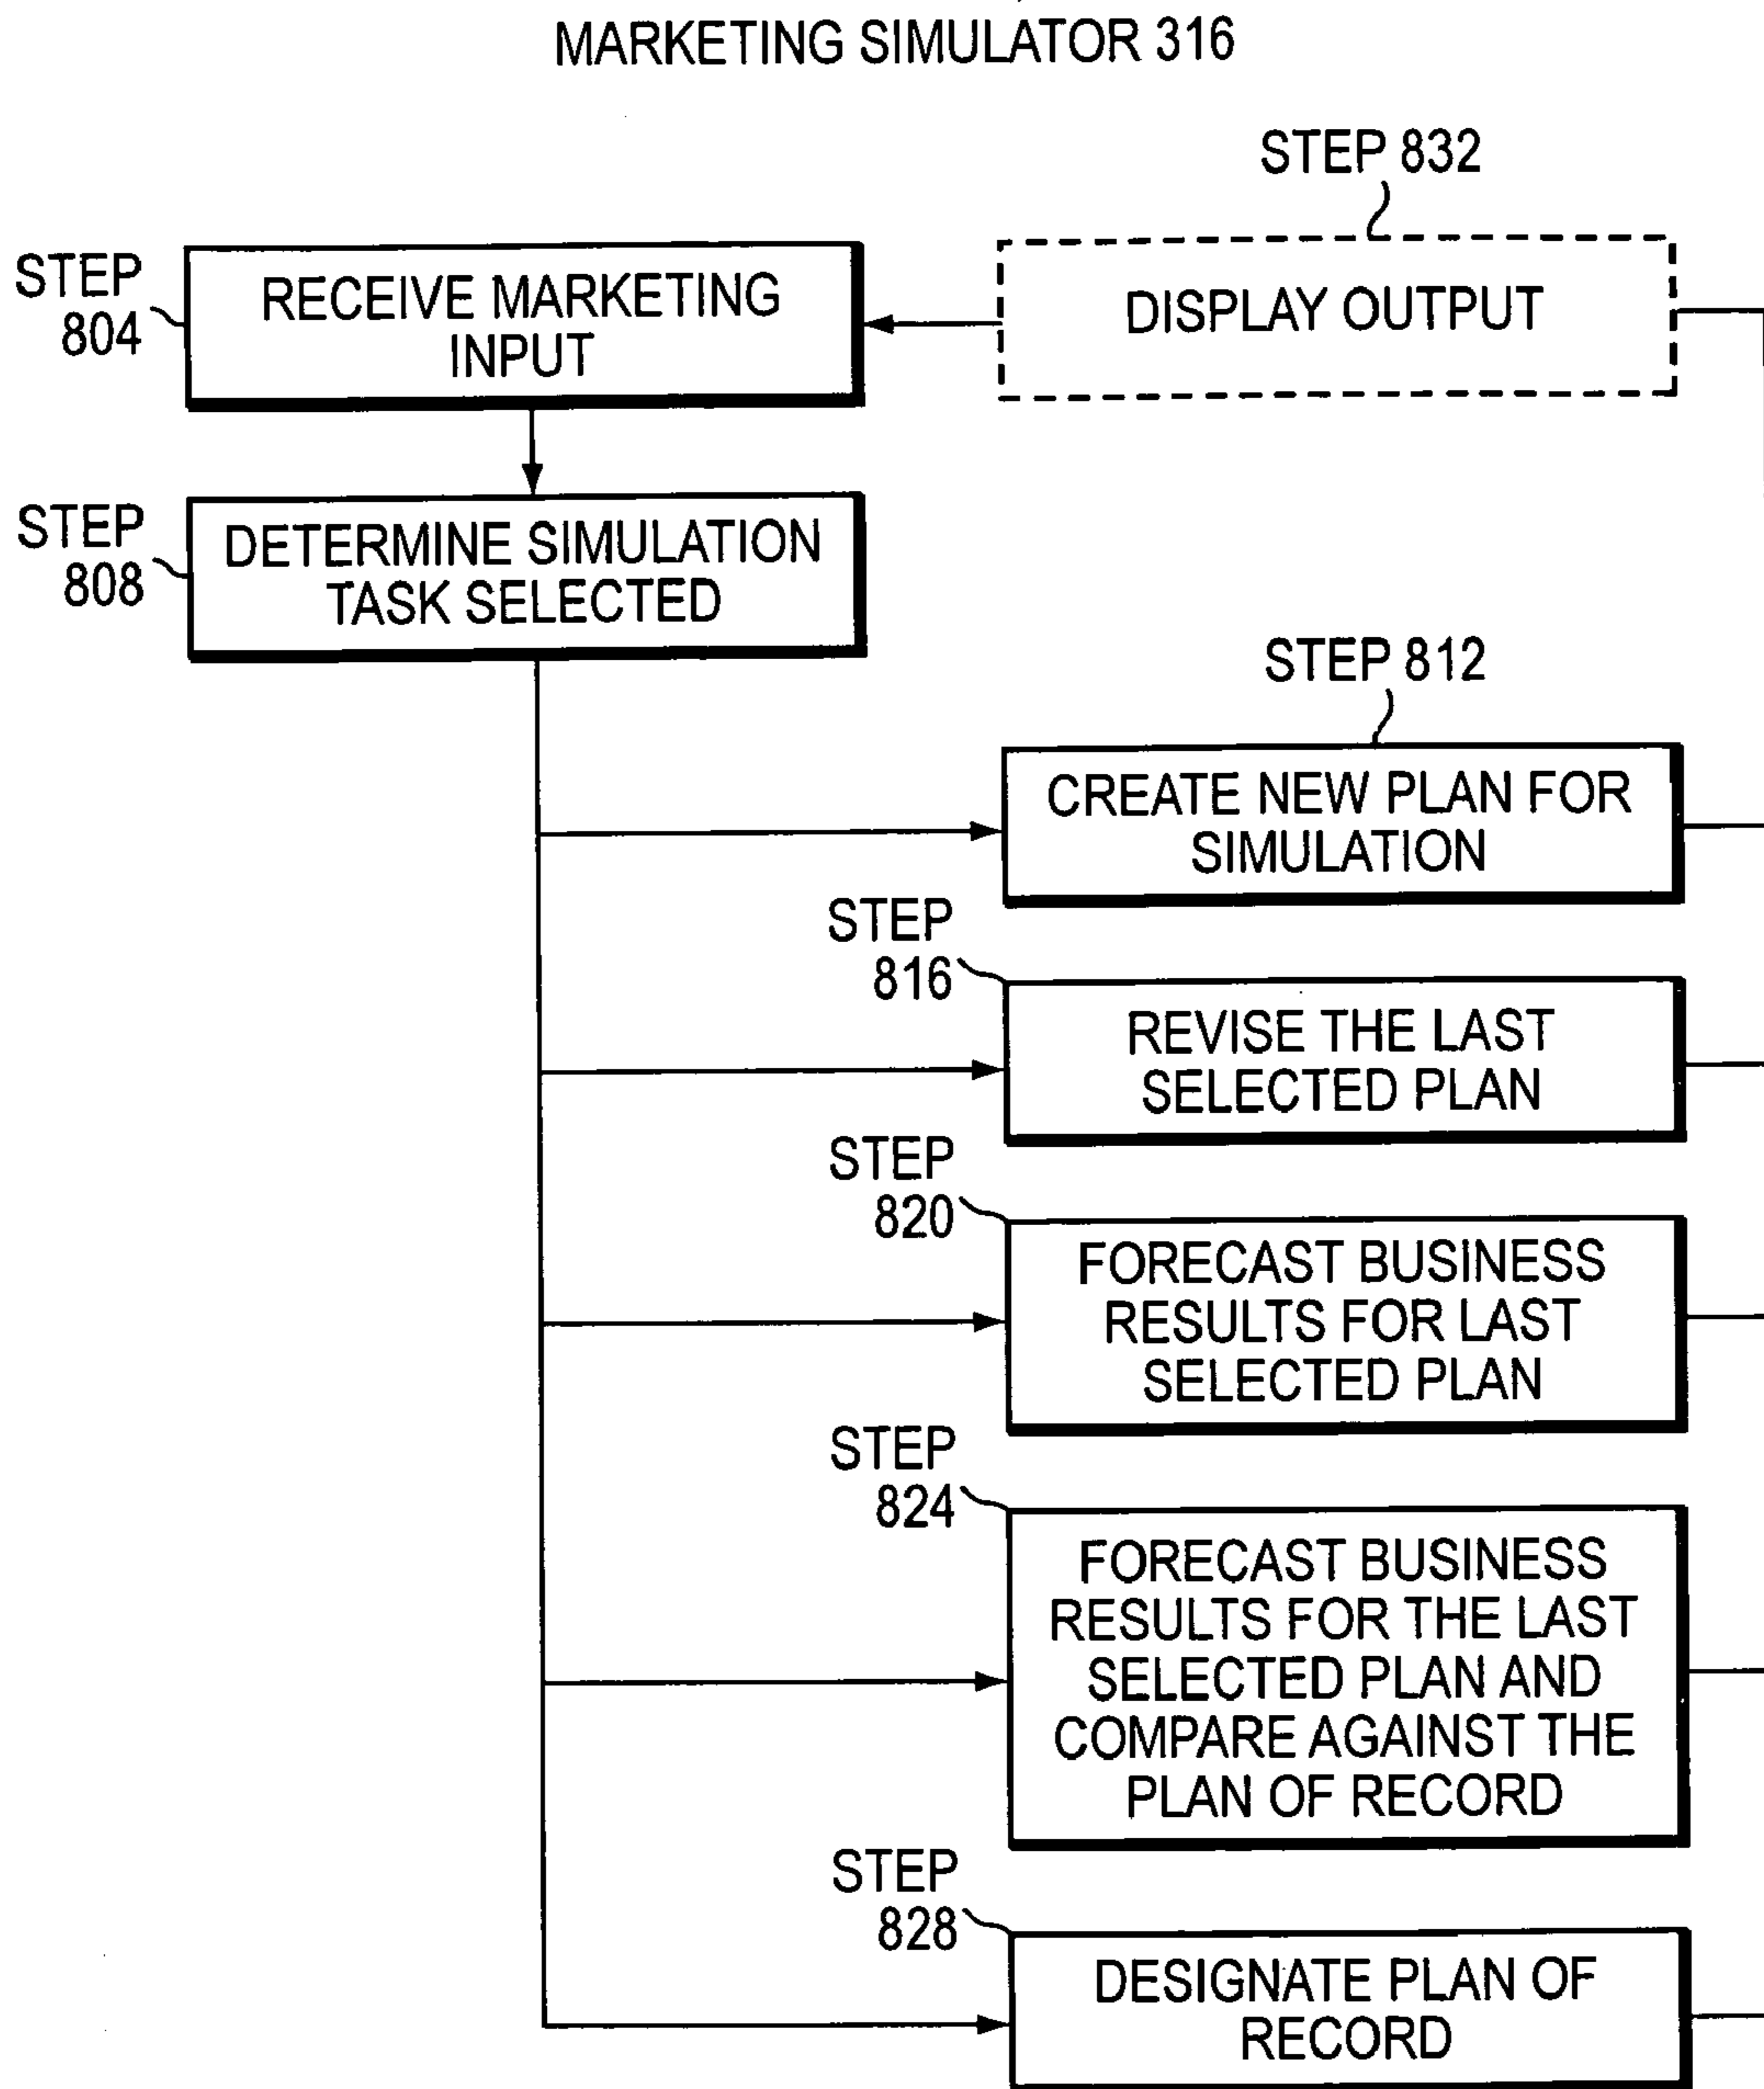 MARKETING SIMULATOR 316
STEP 832
STEP
804
RECEIVE MARKETING
INPUT
DISPLAY OUTPUT
STEP
808
DETERMINE SIMULATION
TASK SELECTED
STEP 812
CREATE NEW PLAN FOR
SIMULATION
STEP
816
REVISE THE LAST
SELECTED PLAN
STEP
820
FORECAST BUSINESS
RESULTS FOR LAST
SELECTED PLAN
STEP
824
FORECAST BUSINESS
RESULTS FOR THE LAST
SELECTED PLAN AND
COMPARE AGAINST THE
PLAN OF RECORD
STEP
828
DESIGNATE PLAN OF
RECORD